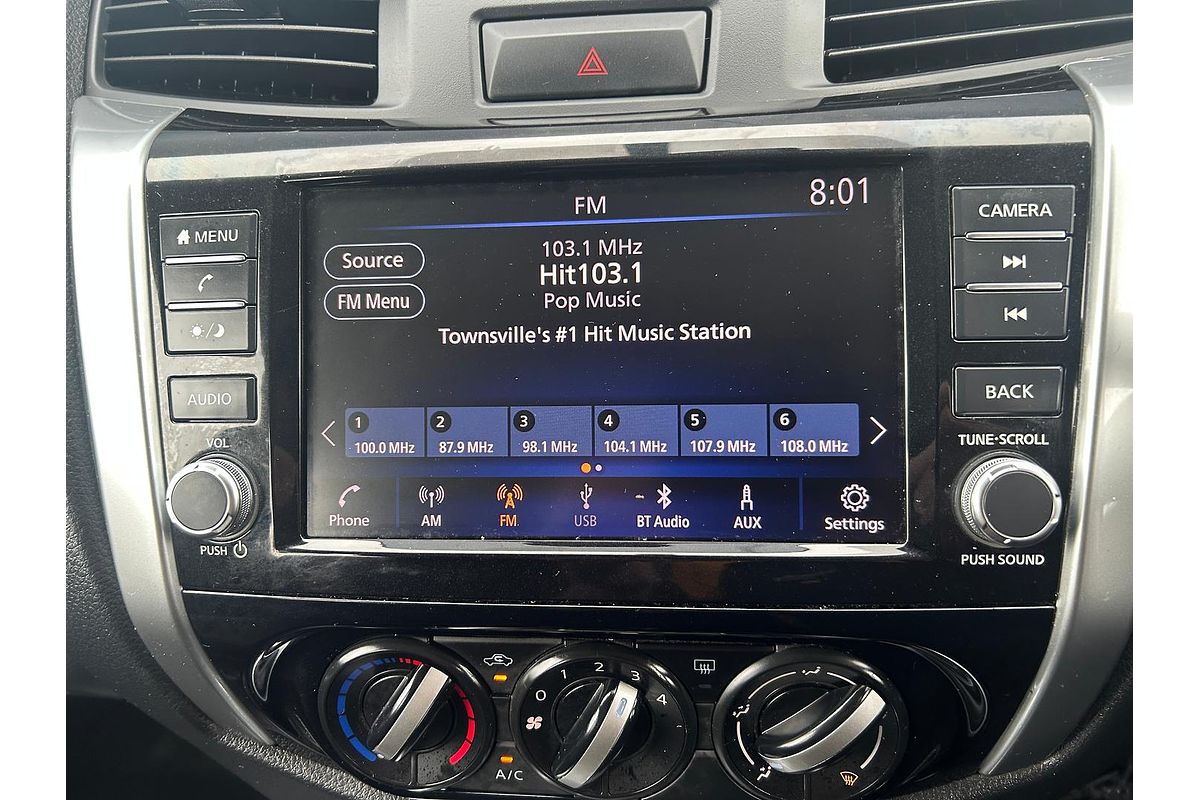 8:01
FM
MENU
CAMERA
Source
103.1 MHz
Hit103.1
FM Menu
Pop Music
Townsville's #1 Hit Music Station
AUDIO
BACK
1 2 3 4 5 6
100.0 MHz 87.9 MHz 98.1 MHz 104.1 MHz 107.9 MHz 108.0 MHz
VOL
TUNE·SCROLL
Phone AM FM USB BT Audio AUX Settings
PUSH
PUSH SOUND
0 1 2 3 4
A/C